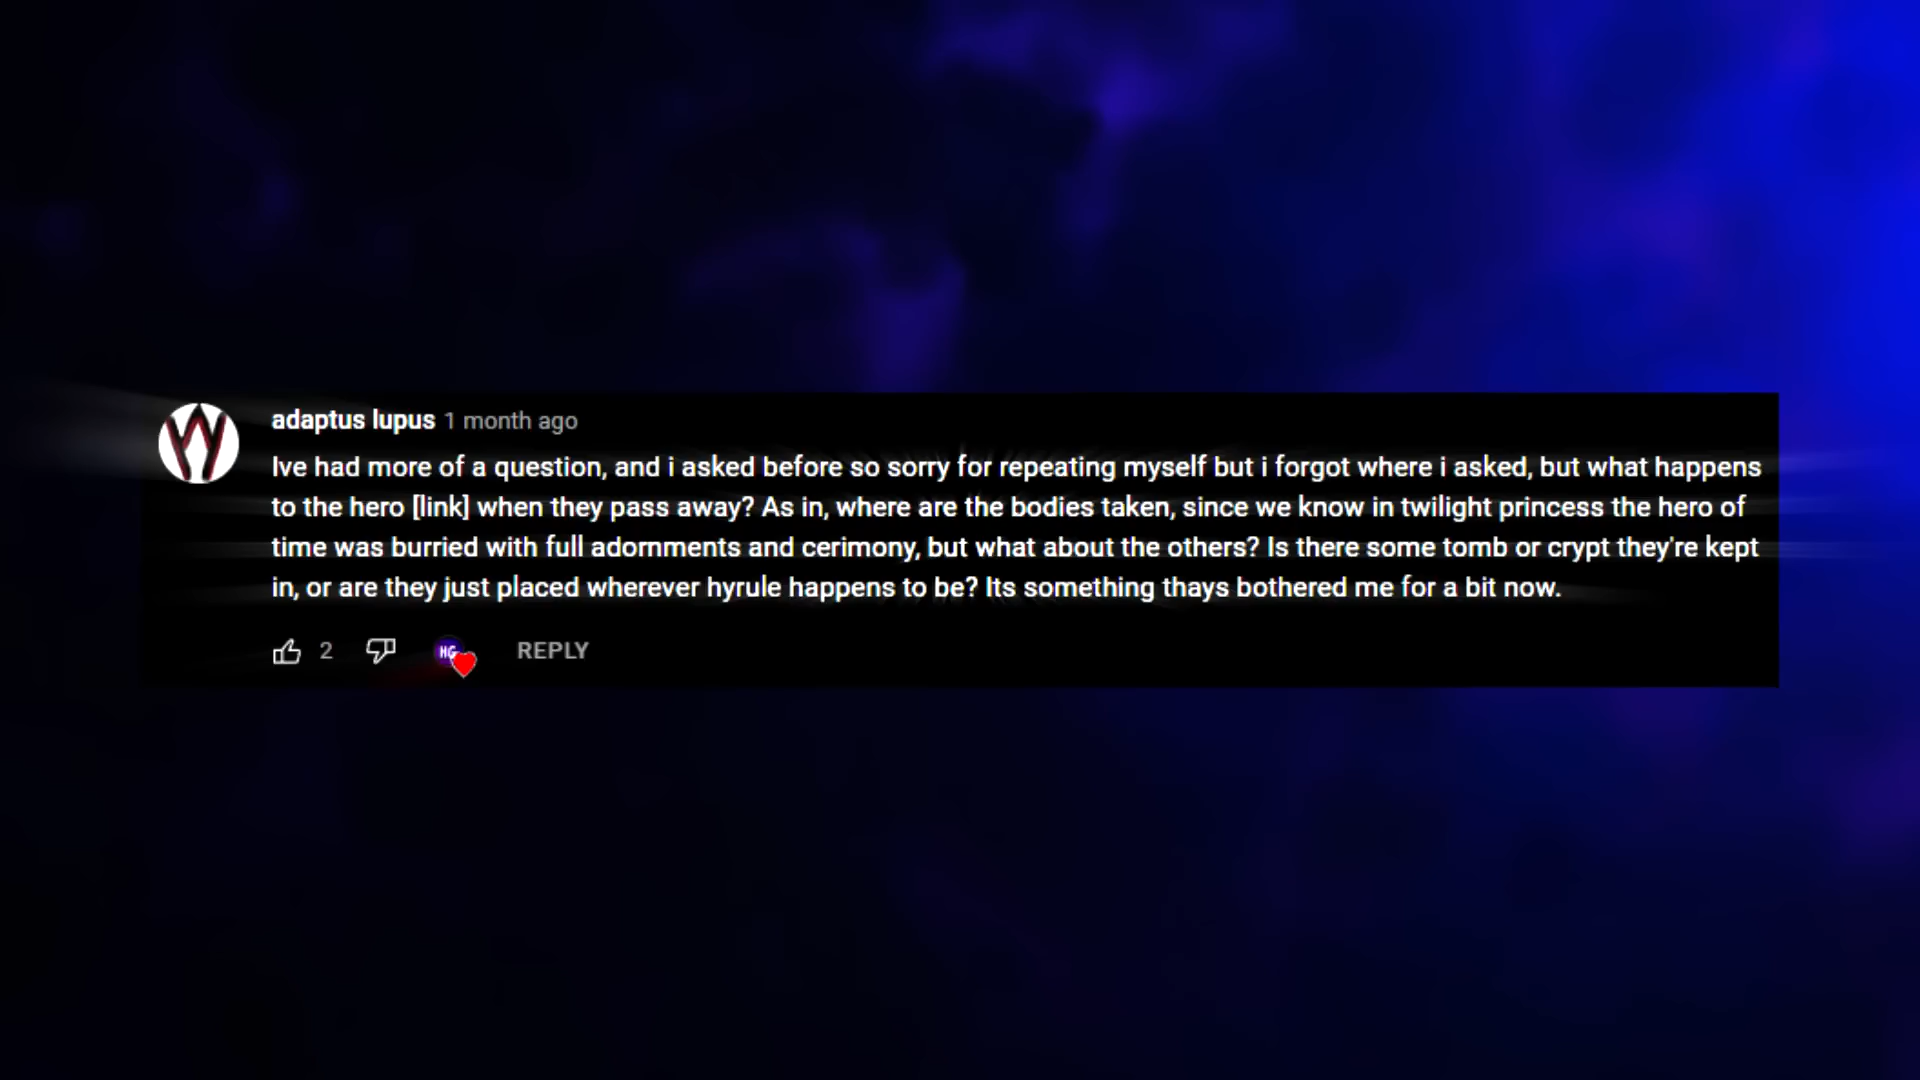 adaptus lupus 1 month ago
Ive had more of a question, and i asked before so sorry for repeating myself but i forgot where i asked, but what happens
to the hero [link] when they pass away? As in, where are the bodies taken, since we know in twilight princess the hero of
time was burried with full adornments and cerimony, but what about the others? Is there some tomb or crypt they're kept
in, or are they just placed wherever hyrule happens to be? Its something thays bothered me for a bit now.
2 HG REPLY